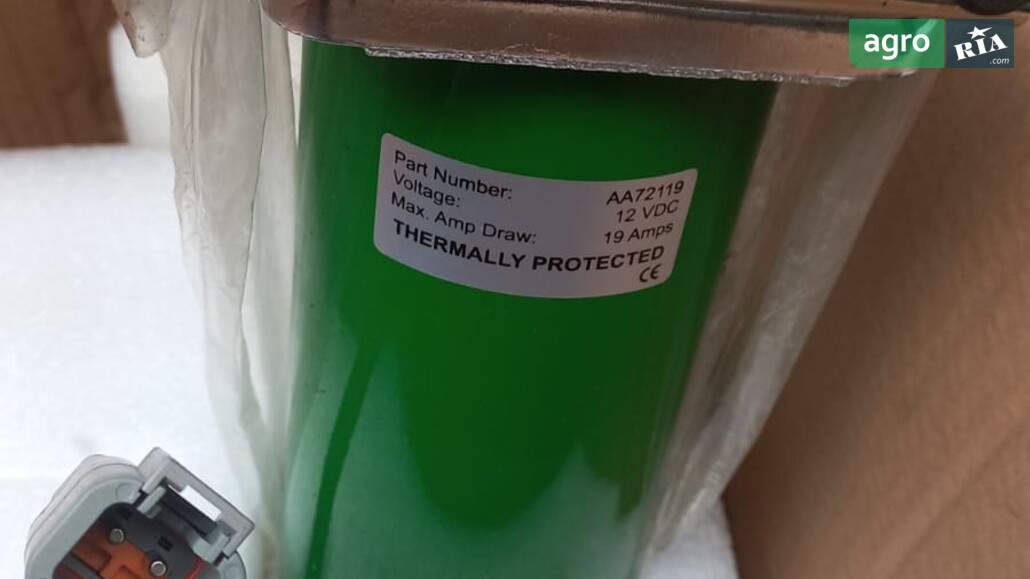 agro RIA
.com
Part Number: AA72119
Voltage: 12 VDC
Max. Amp Draw: 19 Amps
THERMALLY PROTECTED
CE